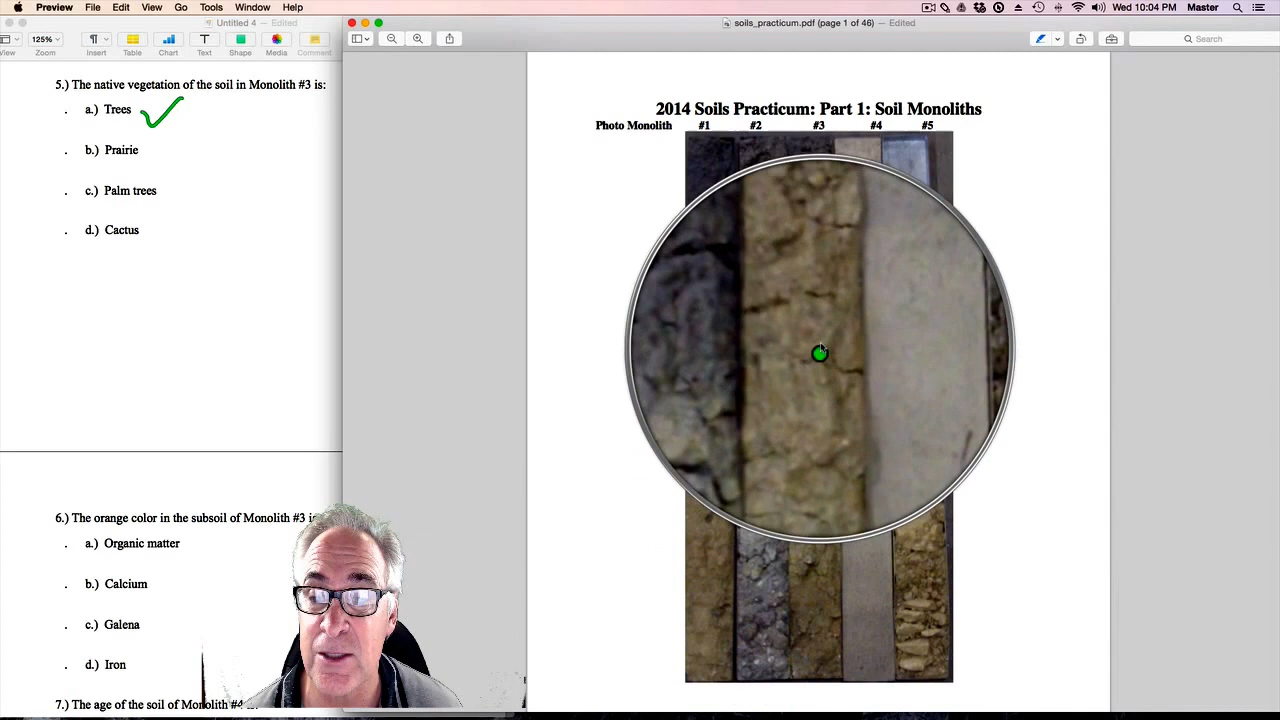 Preview File Edit View Go Tools Window Help
Wed 10:04 PM Master
Untitled 4 — Edited
soils_practicum.pdf (page 1 of 46) — Edited
125%
View Zoom Insert Table Chart Text Shape Media Comment
Search
5.) The native vegetation of the soil in Monolith #3 is:
. a.) Trees
. b.) Prairie
. c.) Palm trees
. d.) Cactus
6.) The orange color in the subsoil of Monolith #3 is
. a.) Organic matter
. b.) Calcium
. c.) Galena
. d.) Iron
7.) The age of the soil of Monolith #4
2014 Soils Practicum: Part 1: Soil Monoliths
Photo Monolith #1 #2 #3 #4 #5